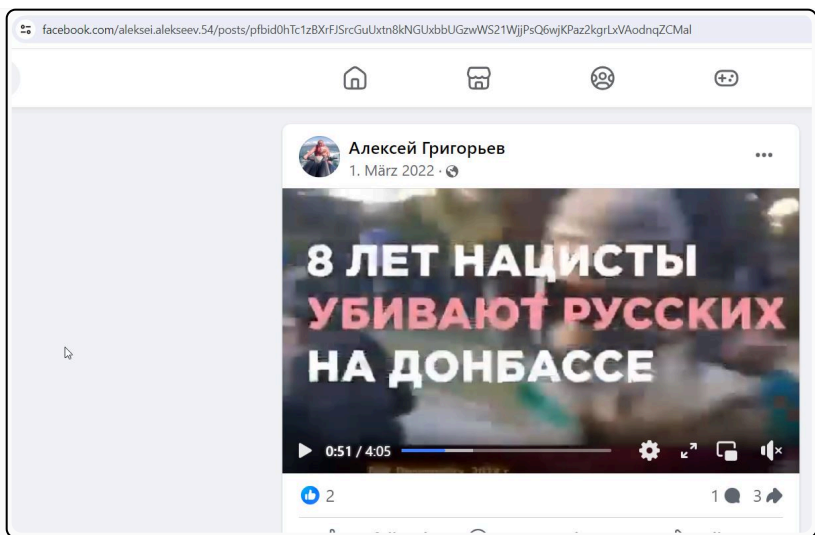 facebook.com/aleksei.alekseev.54/posts/pfbid0hTc1zBXrFJSrcGuUxtn8kNGUxbbUGzwWS21WjjPsQ6wjKPaz2kgrLxVAodnqZCMal
Алексей Григорьев
1. März 2022
8 ЛЕТ НАЦИСТЫ
УБИВАЮТ РУССКИХ
НА ДОНБАССЕ
0:51 / 4:05
2
1 3